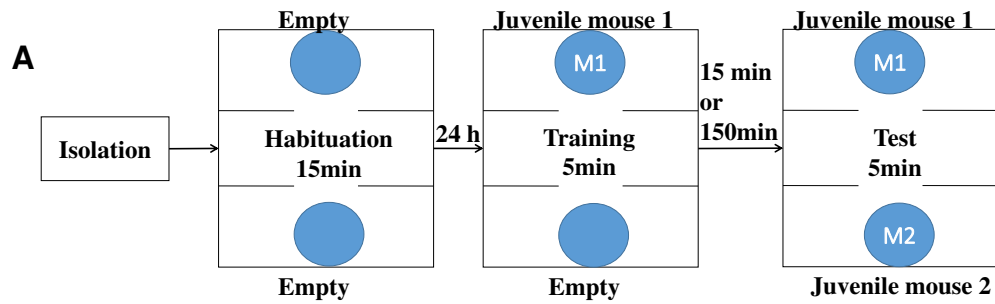 A
Isolation
Empty
Habituation
15min
Empty
24 h
Juvenile mouse 1
M1
Training
5min
Empty
15 min
or
150min
Juvenile mouse 1
M1
Test
5min
M2
Juvenile mouse 2